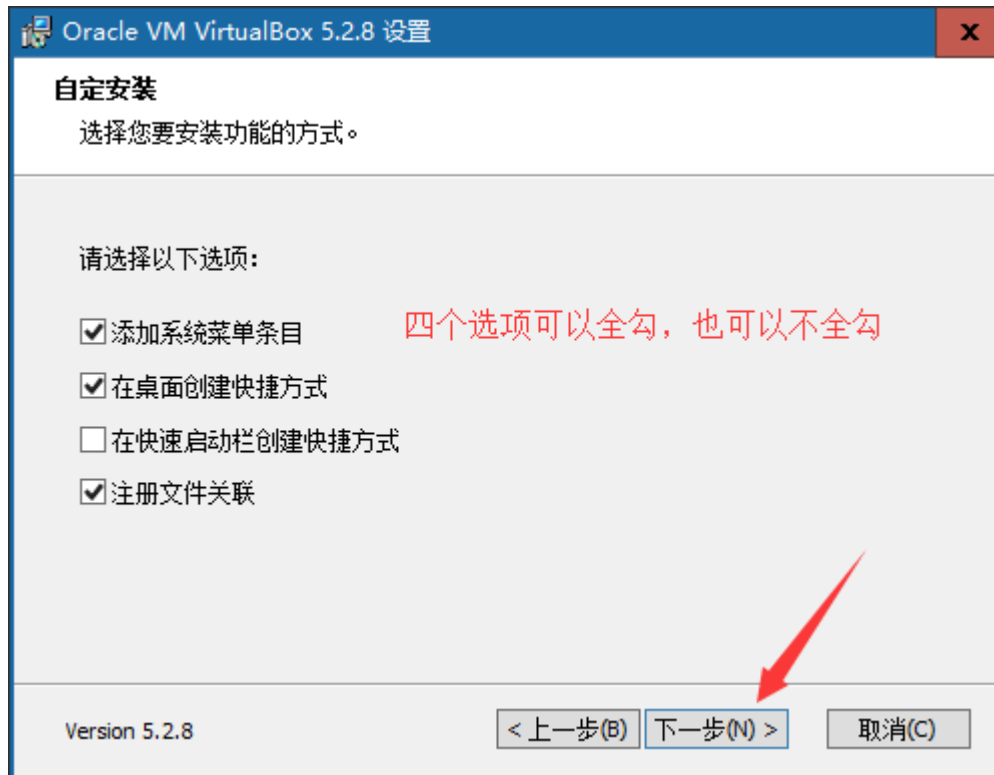 Oracle VM VirtualBox 5.2.8 设置
自定安装
选择您要安装功能的方式。
请选择以下选项:
添加系统菜单条目
四个选项可以全勾，也可以不全勾
在桌面创建快捷方式
在快速启动栏创建快捷方式
注册文件关联
Version 5.2.8
< 上一步(B)
下一步(N) >
取消(C)